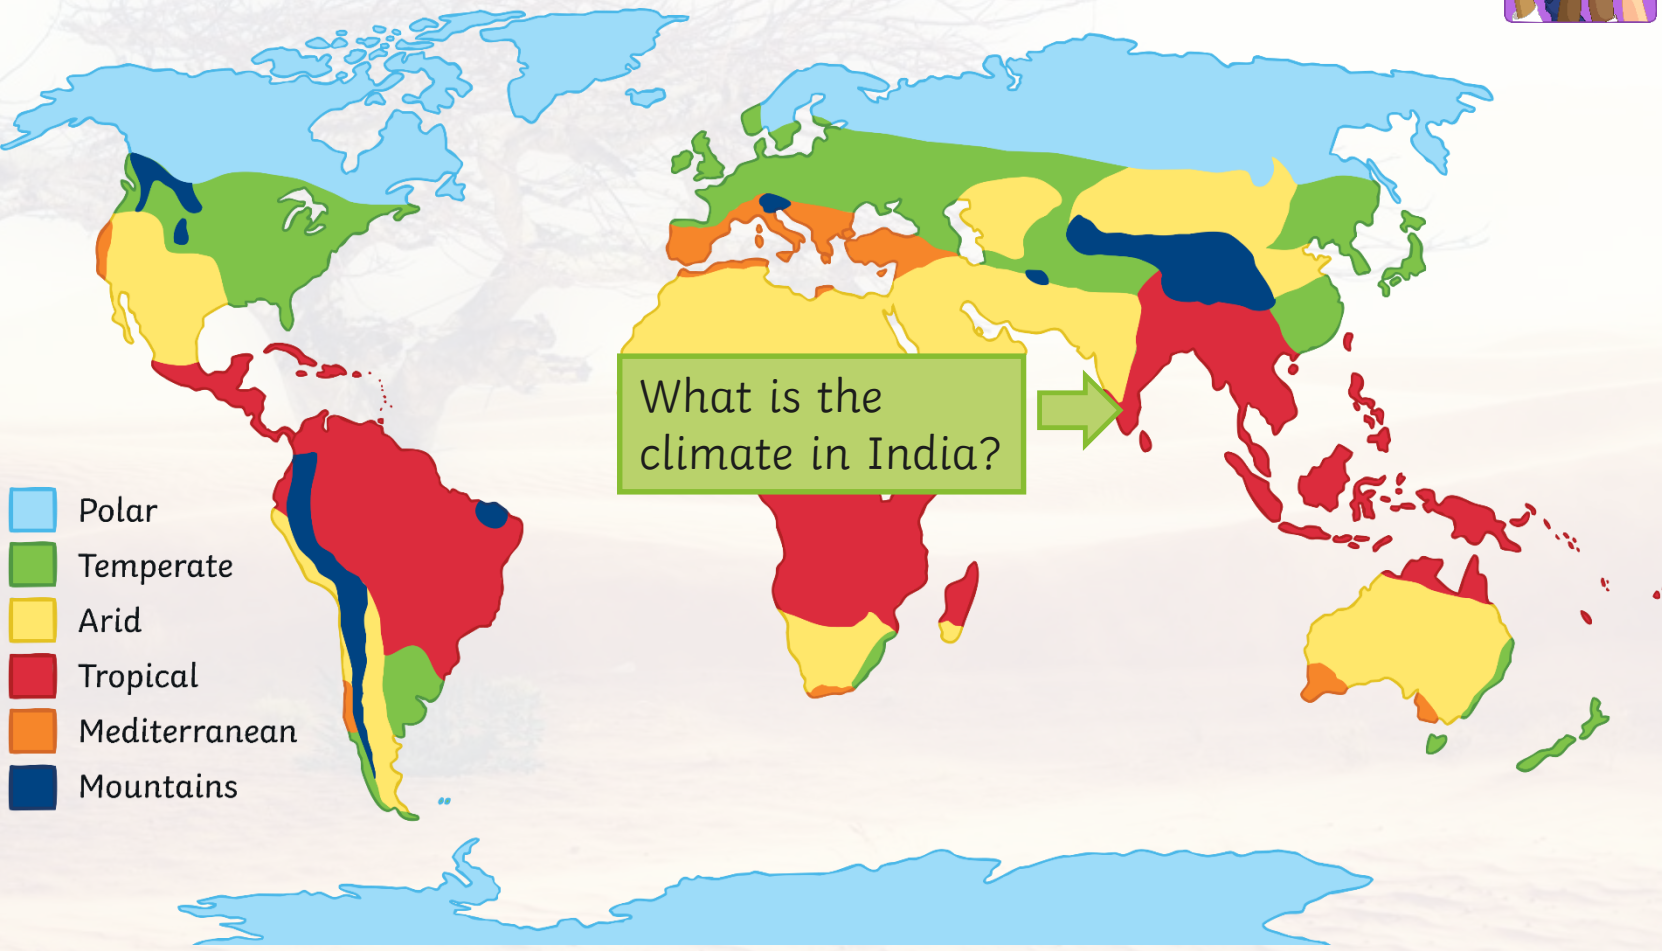 What is the
climate in India?
Polar
Temperate
Arid
Tropical
Mediterranean
Mountains